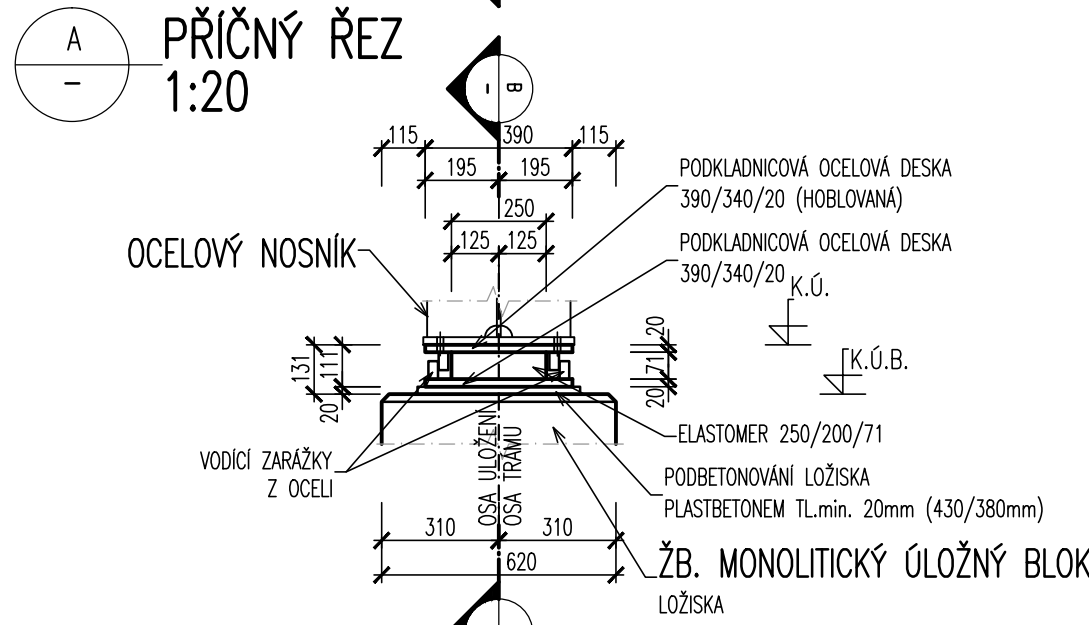 A
–
PŘÍČNÝ ŘEZ
1:20
I B
115 390 115
195 195
250
125 125
PODKLADNICOVÁ OCELOVÁ DESKA
390/340/20 (HOBLOVANÁ)
PODKLADNICOVÁ OCELOVÁ DESKA
390/340/20
OCELOVÝ NOSNÍK
K.Ú.
K.Ú.B.
131
111
20
20
71
20
VODÍCÍ ZARÁŽKY
Z OCELI
OSA ULOŽENÍ
OSA TRÁMU
ELASTOMER 250/200/71
PODBETONOVÁNÍ LOŽISKA
PLASTBETONEM TL.min. 20mm (430/380mm)
310 310
620
ŽB. MONOLITICKÝ ÚLOŽNÝ BLOK
LOŽISKA